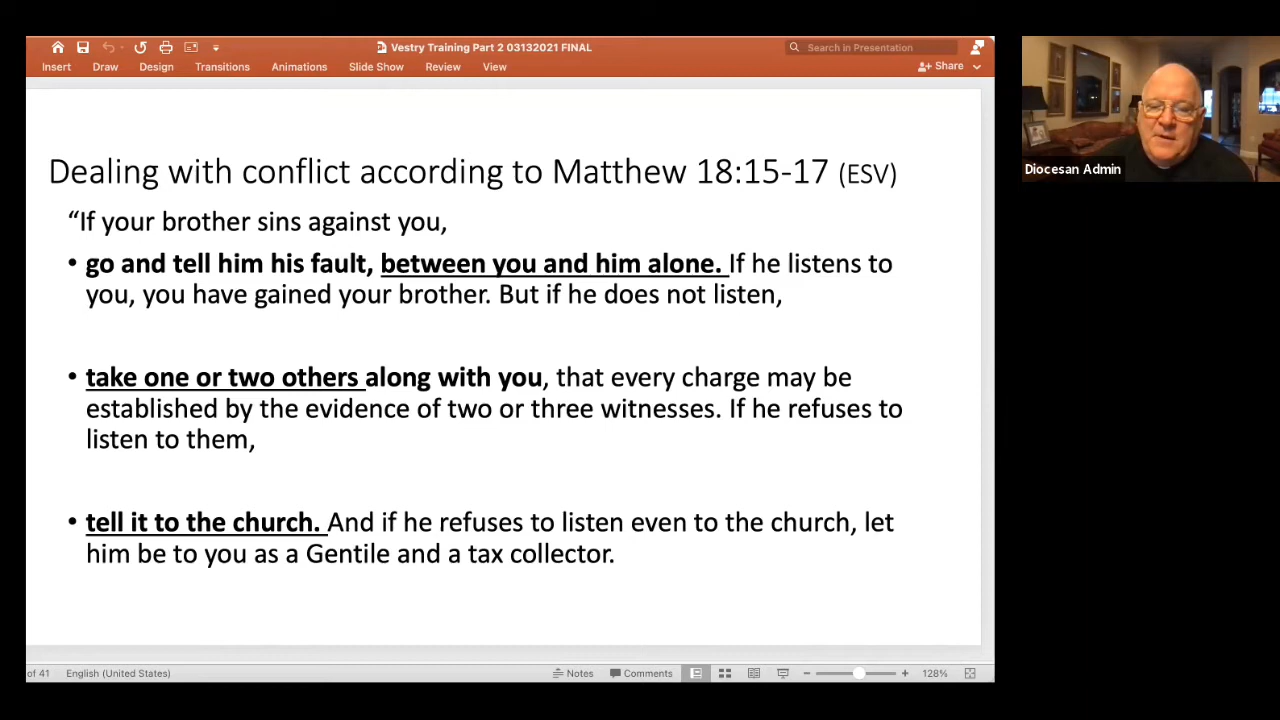 Vestry Training Part 2 03132021 FINAL
Search in Presentation
Insert Draw Design Transitions Animations Slide Show Review View
Share
Dealing with conflict according to Matthew 18:15-17 (ESV)
“If your brother sins against you,
• go and tell him his fault, between you and him alone. If he listens to
you, you have gained your brother. But if he does not listen,
• take one or two others along with you, that every charge may be
established by the evidence of two or three witnesses. If he refuses to
listen to them,
• tell it to the church. And if he refuses to listen even to the church, let
him be to you as a Gentile and a tax collector.
of 41 English (United States) Notes Comments 128%
Diocesan Admin